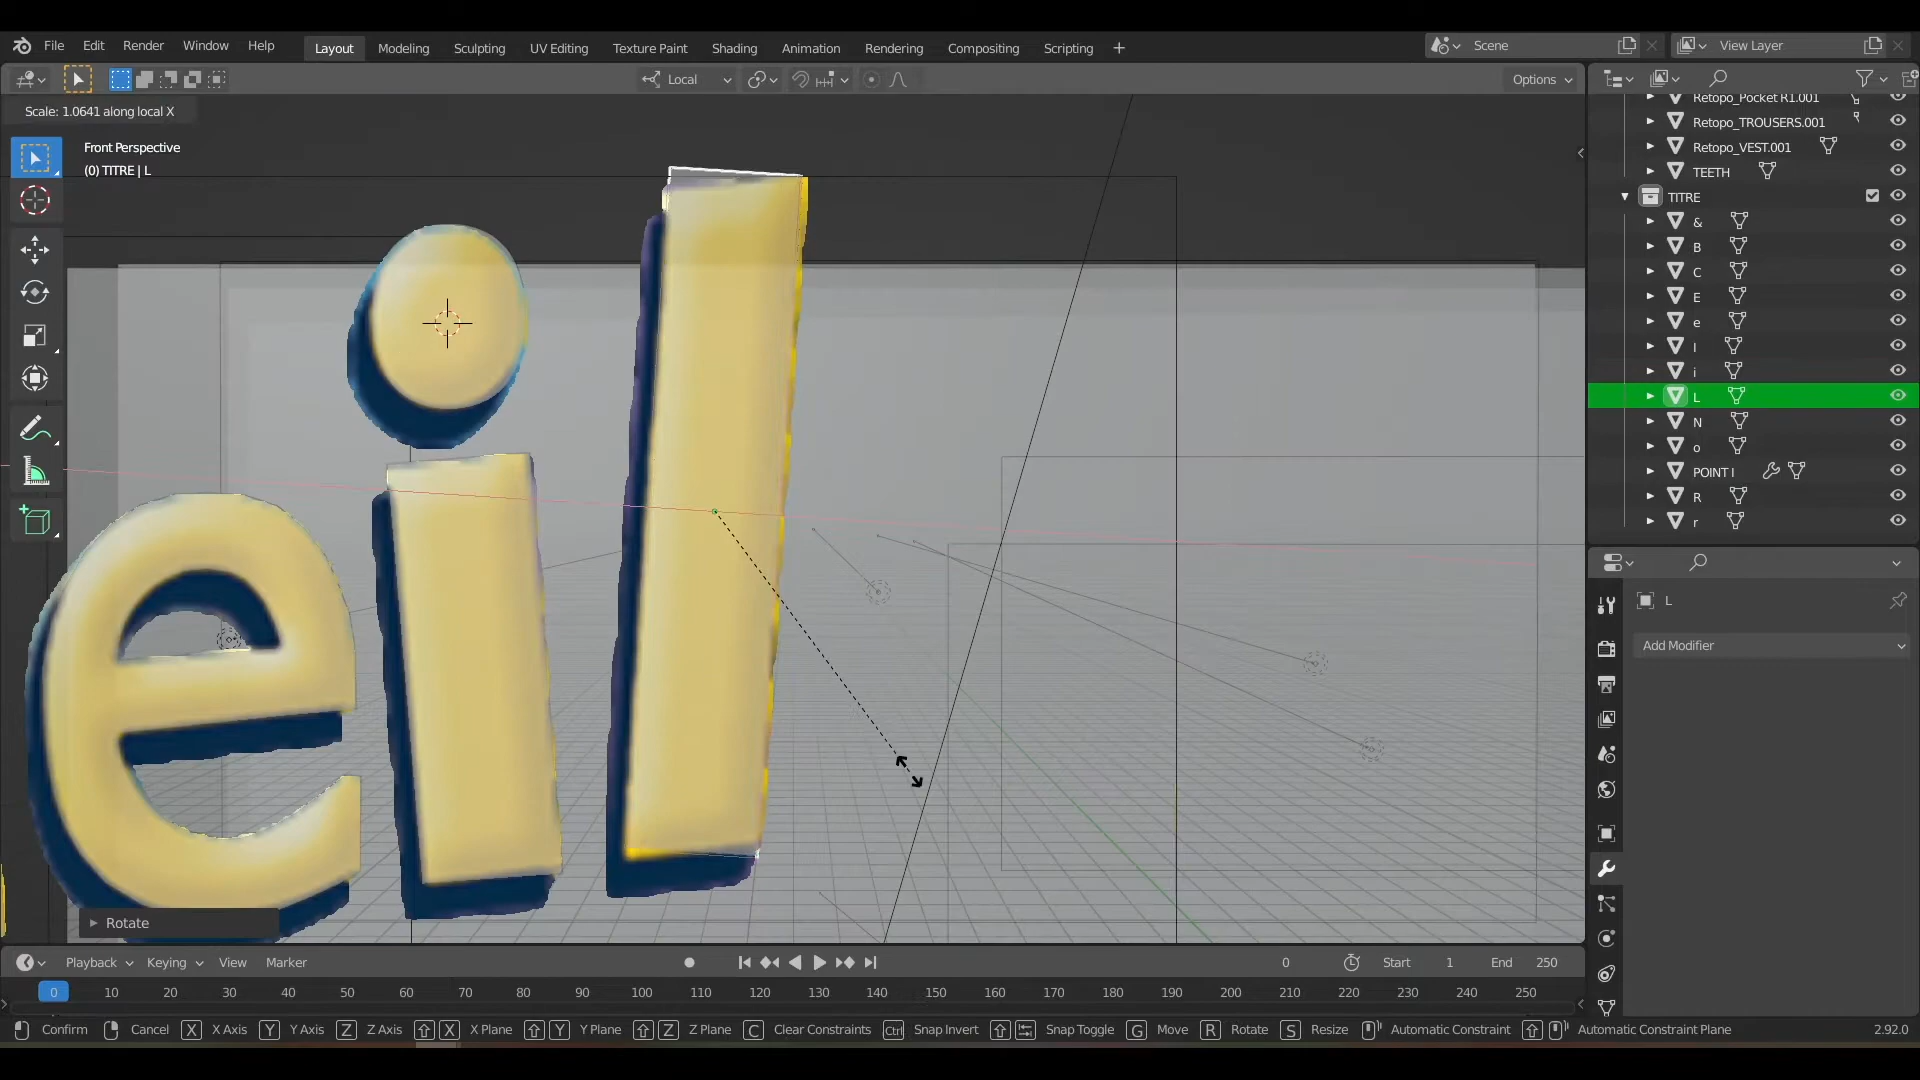 File Edit Render Window Help Layout Modeling Sculpting UV Editing Texture Paint Shading Animation Rendering Compositing Scripting + Scene View Layer
Local Options
Scale: 1.0641 along local X
Front Perspective
(0) TITRE | L
Retopo_Pocket R1.001
Retopo_TROUSERS.001
Retopo_VEST.001
TEETH
TITRE
&
B
C
E
e
I
i
L
N
o
POINT I
R
r
L
Add Modifier
eil
Rotate
Playback Keying View Marker 0 Start 1 End 250
0 10 20 30 40 50 60 70 80 90 100 110 120 130 140 150 160 170 180 190 200 210 220 230 240 250
Confirm Cancel X X Axis Y Y Axis Z Z Axis X X Plane Y Y Plane Z Z Plane C Clear Constraints Ctrl Snap Invert Snap Toggle G Move R Rotate S Resize Automatic Constraint Automatic Constraint Plane 2.92.0